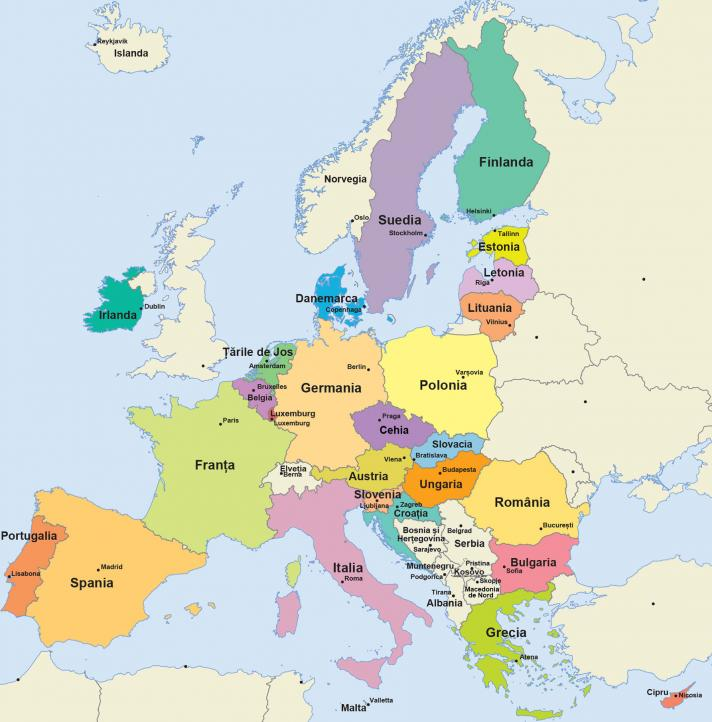 Reykjavik
Islanda
Finlanda
Norvegia
Helsinki
Oslo
Suedia
Stockholm
Tallinn
Estonia
Letonia
Riga
Danemarca
Copenhaga
Lituania
Vilnius
Dublin
Irlanda
Țările de Jos
Amsterdam
Berlin
Varșovia
Germania
Polonia
Bruxelles
Belgia
Luxemburg
Luxemburg
Praga
Cehia
Paris
Slovacia
Bratislava
Viena
Franța
Elveția
Berna
Budapesta
Austria
Ungaria
Slovenia
Ljubljana
Zagreb
Croația
România
București
Bosnia și
Herțegovina
Sarajevo
Belgrad
Serbia
Portugalia
Lisabona
Madrid
Spania
Italia
Roma
Muntenegru
Podgorica
Pristina
Kosovo
Bulgaria
Sofia
Skopje
Macedonia
de Nord
Tirana
Albania
Grecia
Atena
Cipru
Nicosia
Valletta
Malta